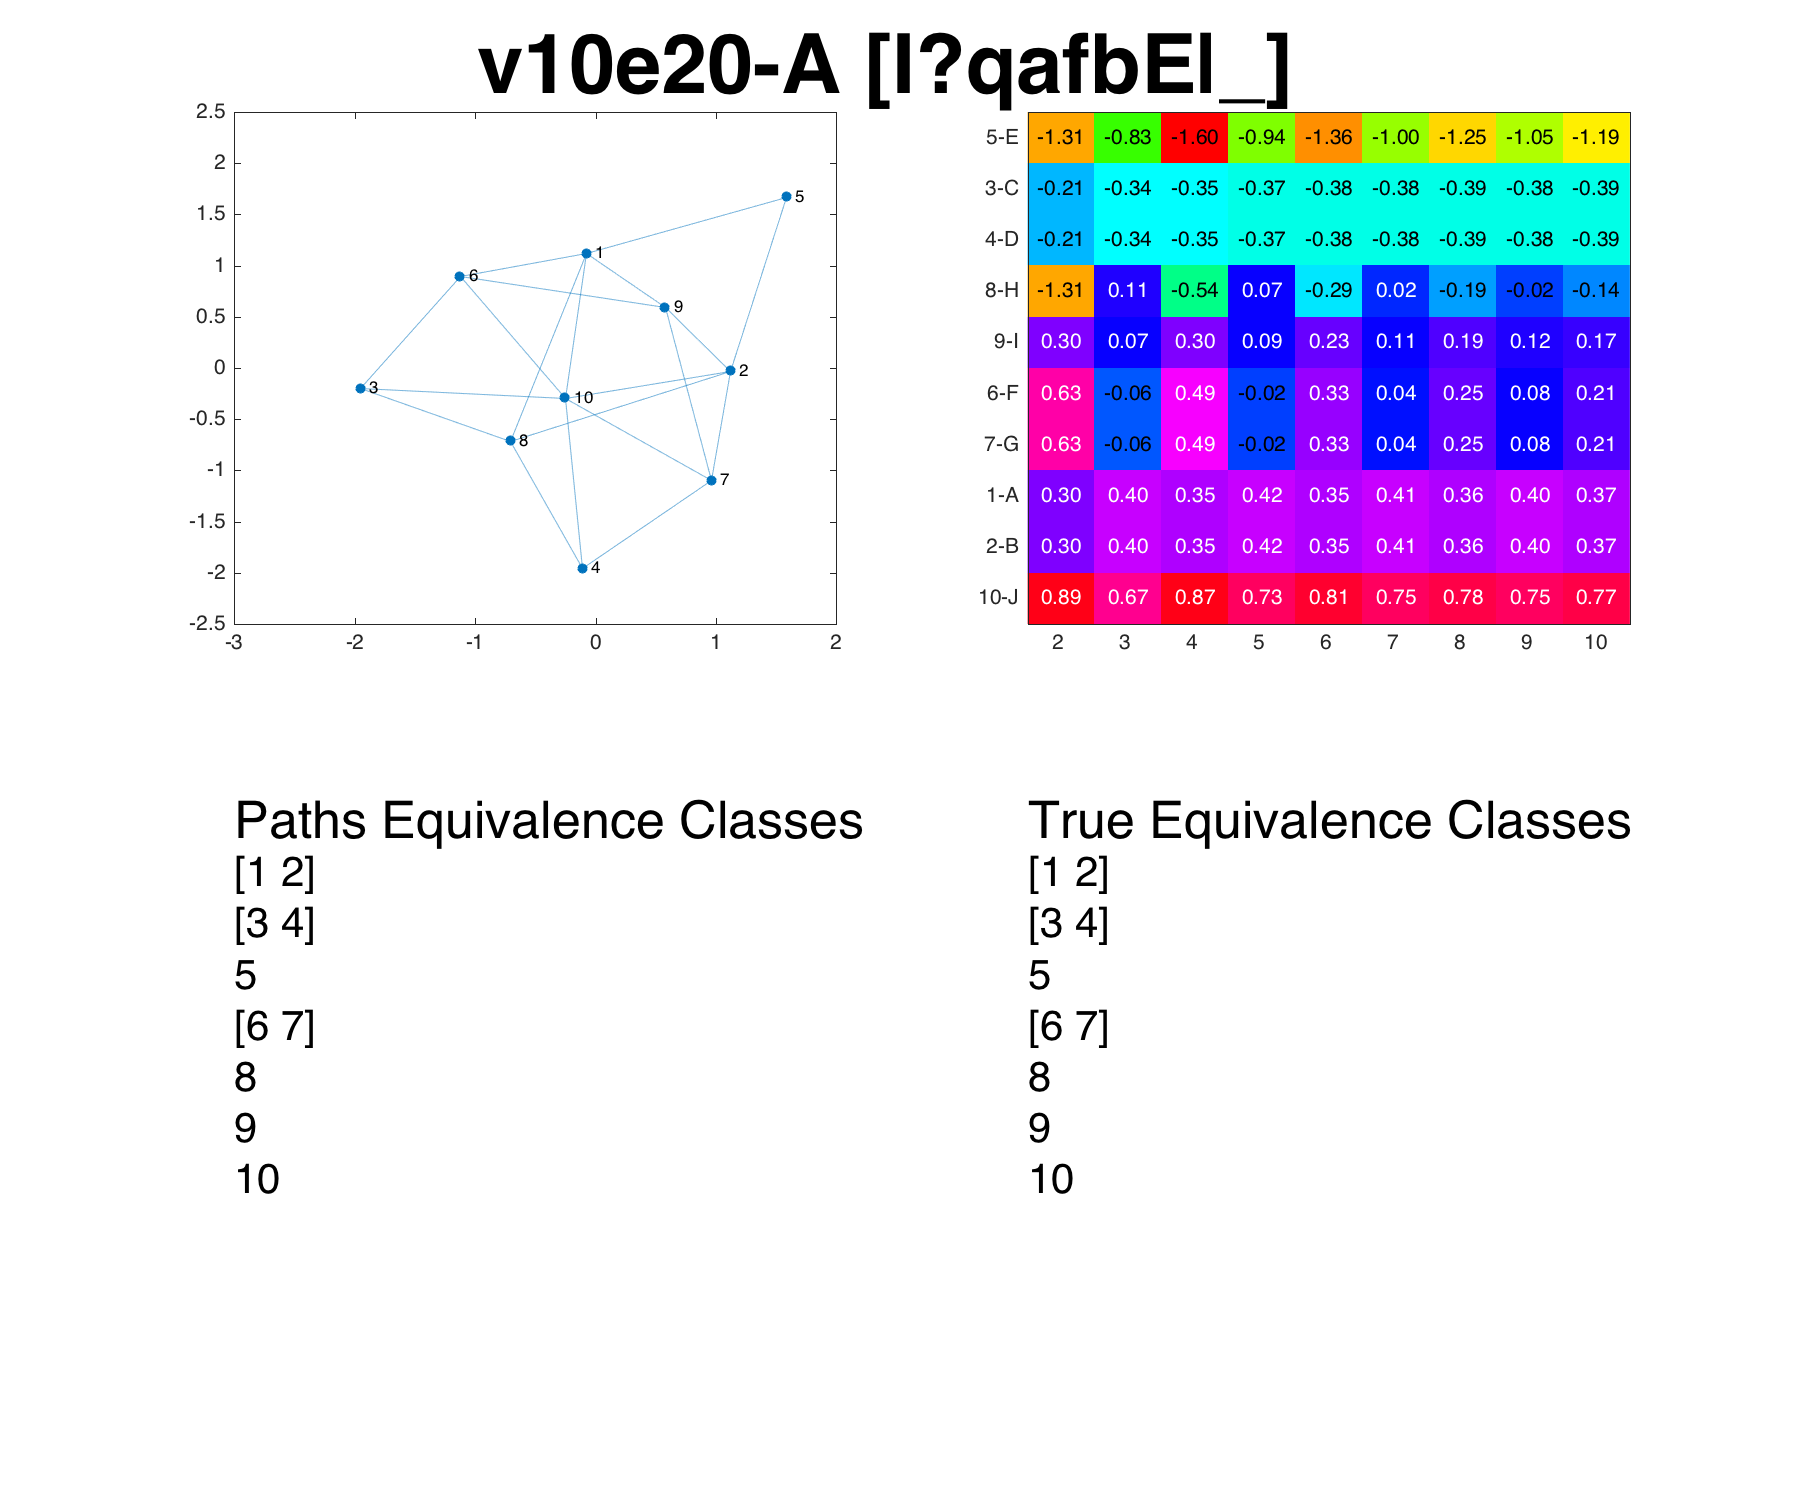 v10e20-A [I?qafbEl_]
2.5
2
1.5
1
0.5
0
-0.5
-1
-1.5
-2
-2.5
-3 -2 -1 0 1 2
5
1
6
9
2
3
10
8
7
4
5-E -1.31 -0.83 -1.60 -0.94 -1.36 -1.00 -1.25 -1.05 -1.19
3-C -0.21 -0.34 -0.35 -0.37 -0.38 -0.38 -0.39 -0.38 -0.39
4-D -0.21 -0.34 -0.35 -0.37 -0.38 -0.38 -0.39 -0.38 -0.39
8-H -1.31 0.11 -0.54 0.07 -0.29 0.02 -0.19 -0.02 -0.14
9-I 0.30 0.07 0.30 0.09 0.23 0.11 0.19 0.12 0.17
6-F 0.63 -0.06 0.49 -0.02 0.33 0.04 0.25 0.08 0.21
7-G 0.63 -0.06 0.49 -0.02 0.33 0.04 0.25 0.08 0.21
1-A 0.30 0.40 0.35 0.42 0.35 0.41 0.36 0.40 0.37
2-B 0.30 0.40 0.35 0.42 0.35 0.41 0.36 0.40 0.37
10-J 0.89 0.67 0.87 0.73 0.81 0.75 0.78 0.75 0.77
2 3 4 5 6 7 8 9 10
Paths Equivalence Classes
[1 2]
[3 4]
5
[6 7]
8
9
10
True Equivalence Classes
[1 2]
[3 4]
5
[6 7]
8
9
10